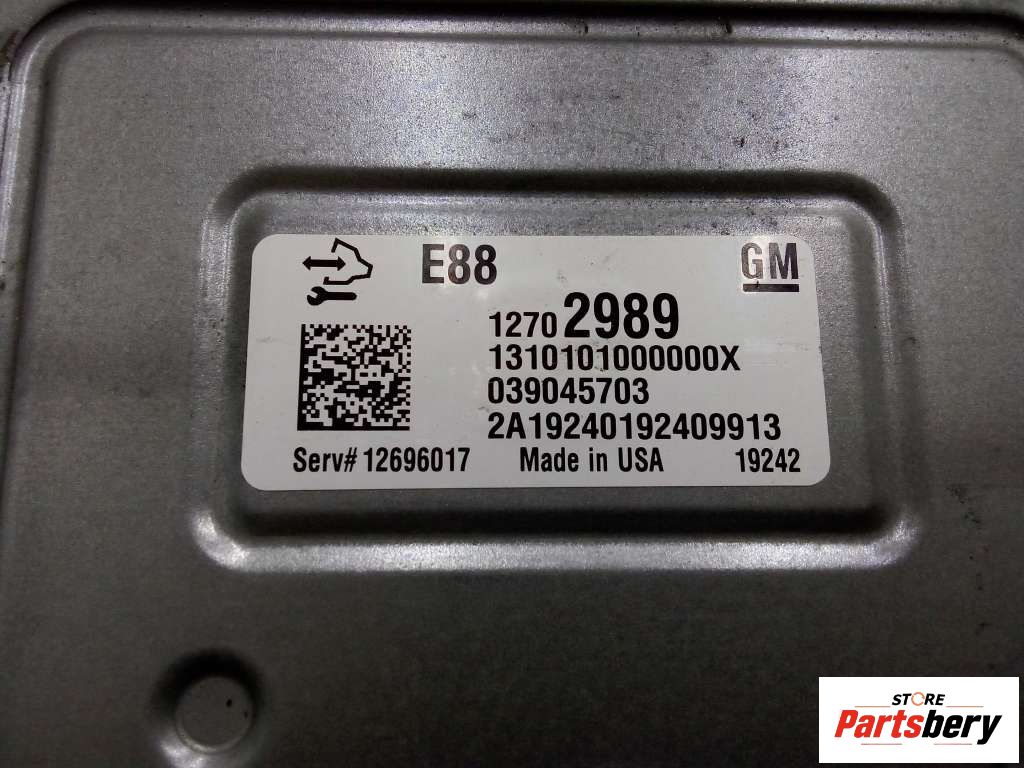 E88 GM
1270 2989
1310101000000X
039045703
2A19240192409913
Serv# 12696017 Made in USA 19242
STORE
Partsbery